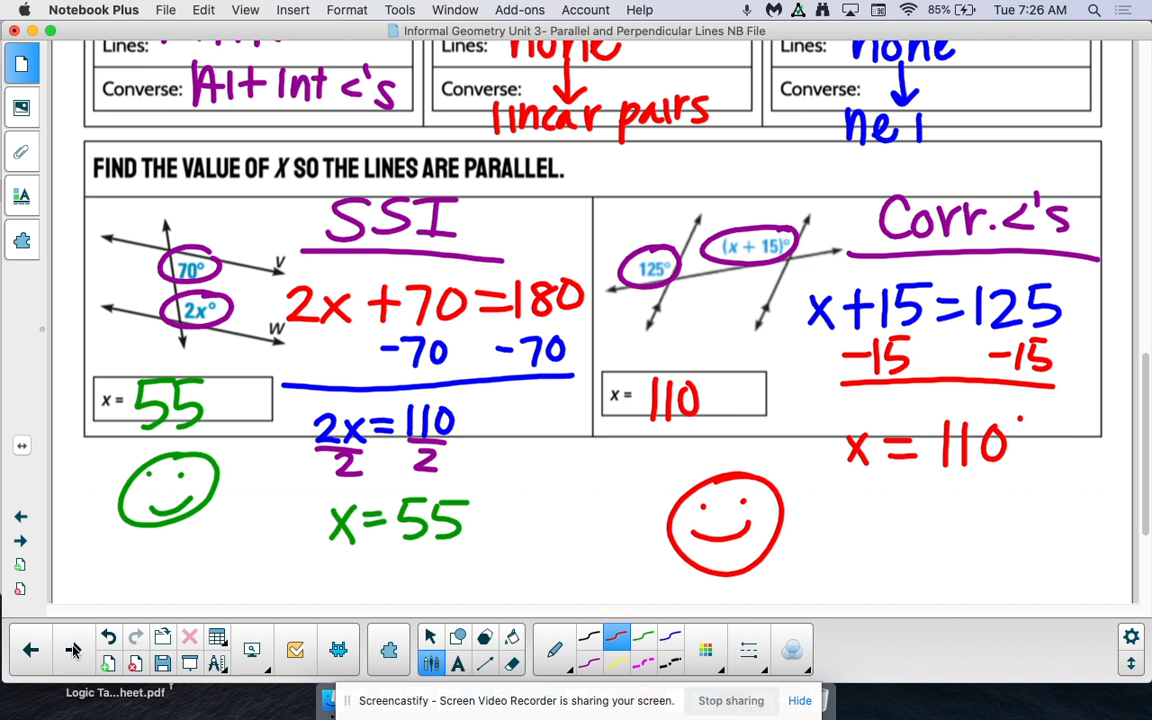 Notebook Plus File Edit View Insert Format Tools Window Add-ons Account Help 85% Tue 7:26 AM
Informal Geometry Unit 3- Parallel and Perpendicular Lines NB File
Lines: Lines: none Lines: none
Converse: Alt Int <'s Converse: linear pairs Converse:
FIND THE VALUE OF X SO THE LINES ARE PARALLEL.
SSI
70°
2x°
V
W
2x + 70 = 180
-70 -70
2x = 110
2 2
x = 55
x = 55
Corr. <'s
125°
(x + 15)°
x + 15 = 125
-15 -15
x = 110
x = 110
Logic Ta...heet.pdf
Screencastify - Screen Video Recorder is sharing your screen. Stop sharing Hide